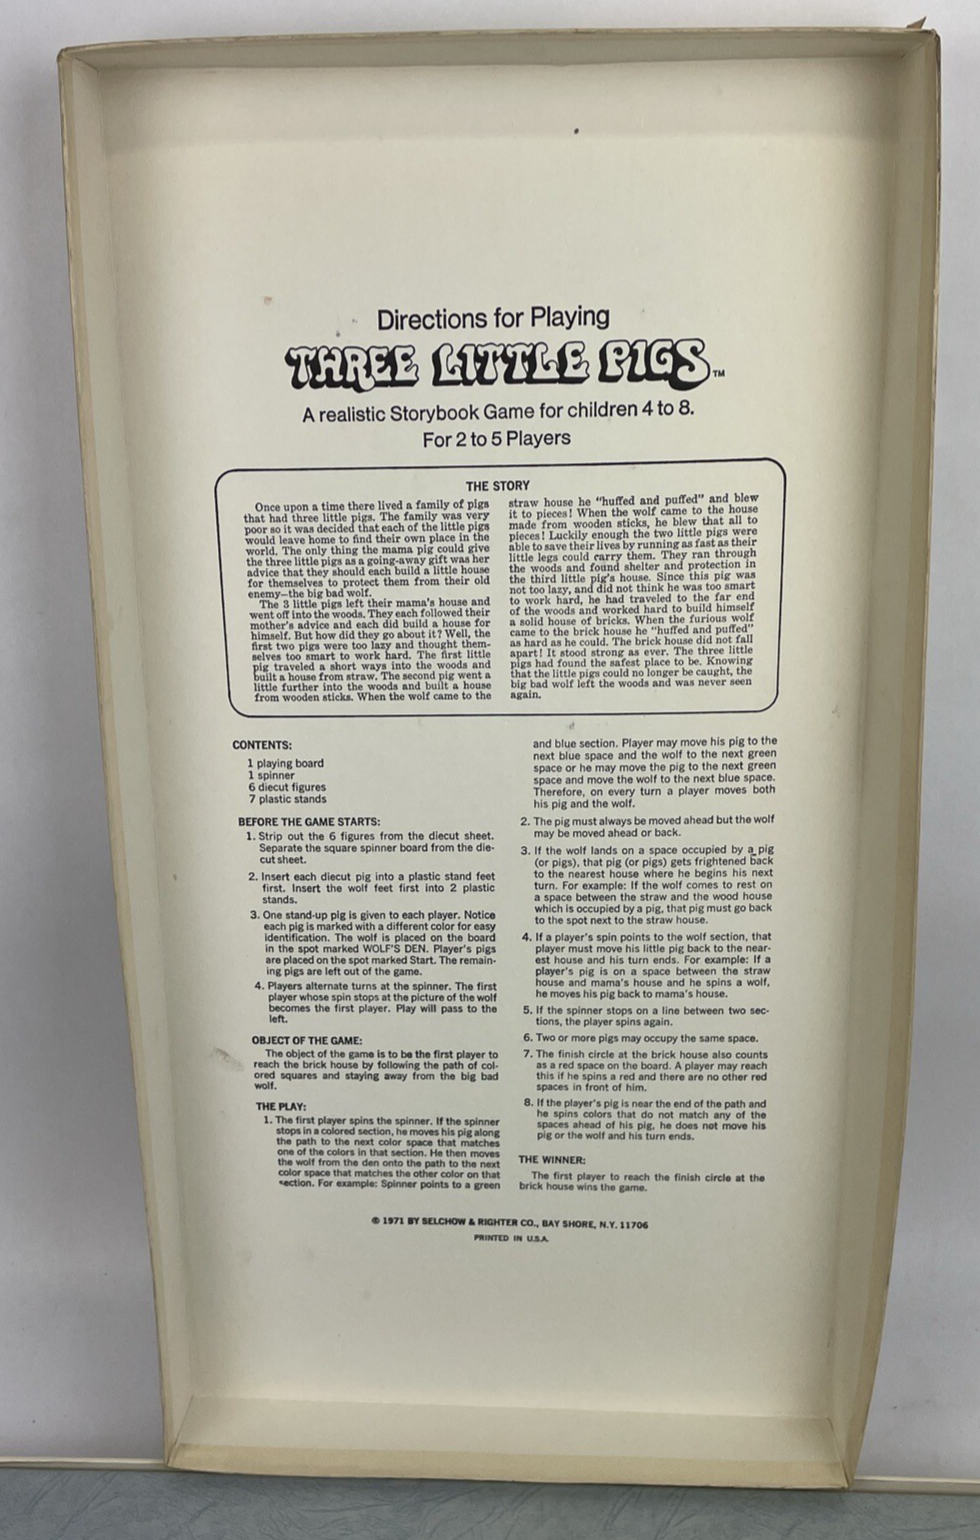 Directions for Playing
THREE LITTLE PIGS™
A realistic Storybook Game for children 4 to 8.
For 2 to 5 Players
THE STORY
Once upon a time there lived a family of pigs
that had three little pigs. The family was very
poor so it was decided that each of the little pigs
would leave home to find their own place in the
world. The only thing the mama pig could give
the three little pigs as a going-away gift was her
advice that they should each build a little house
for themselves to protect them from their old
enemy—the big bad wolf.
The 3 little pigs left their mama's house and
went off into the woods. They each followed their
mother's advice and each did build a house for
himself. But how did they go about it? Well, the
first two pigs were too lazy and thought them-
selves too smart to work hard. The first little
pig traveled a short ways into the woods and
built a house from straw. The second pig went a
little further into the woods and built a house
from wooden sticks. When the wolf came to the
straw house he "huffed and puffed" and blew
it to pieces! When the wolf came to the house
made from wooden sticks, he blew that all to
pieces! Luckily enough the two little pigs were
able to save their lives by running as fast as their
little legs could carry them. They ran through
the woods and found shelter and protection in
the third little pig's house. Since this pig was
not too lazy, and did not think he was too smart
to work hard, he had traveled to the far end
of the woods and worked hard to build himself
a solid house of bricks. When the furious wolf
came to the brick house he "huffed and puffed"
as hard as he could. The brick house did not fall
apart! It stood strong as ever. The three little
pigs had found the safest place to be. Knowing
that the little pigs could no longer be caught, the
big bad wolf left the woods and was never seen
again.
CONTENTS:
1 playing board
1 spinner
6 diecut figures
7 plastic stands
BEFORE THE GAME STARTS:
1. Strip out the 6 figures from the diecut sheet.
Separate the square spinner board from the die-
cut sheet.
2. Insert each diecut pig into a plastic stand feet
first. Insert the wolf feet first into 2 plastic
stands.
3. One stand-up pig is given to each player. Notice
each pig is marked with a different color for easy
identification. The wolf is placed on the board
in the spot marked WOLF'S DEN. Player's pigs
are placed on the spot marked Start. The remain-
ing pigs are left out of the game.
4. Players alternate turns at the spinner. The first
player whose spin stops at the picture of the wolf
becomes the first player. Play will pass to the
left.
OBJECT OF THE GAME:
The object of the game is to be the first player to
reach the brick house by following the path of col-
ored squares and staying away from the big bad
wolf.
THE PLAY:
1. The first player spins the spinner. If the spinner
stops in a colored section, he moves his pig along
the path to the next color space that matches
one of the colors in that section. He then moves
the wolf from the den onto the path to the next
color space that matches the other color on that
section. For example: Spinner points to a green
and blue section. Player may move his pig to the
next blue space and the wolf to the next green
space or he may move the pig to the next green
space and move the wolf to the next blue space.
Therefore, on every turn a player moves both
his pig and the wolf.
2. The pig must always be moved ahead but the wolf
may be moved ahead or back.
3. If the wolf lands on a space occupied by a pig
(or pigs), that pig (or pigs) gets frightened back
to the nearest house where he begins his next
turn. For example: If the wolf comes to rest on
a space between the straw and the wood house
which is occupied by a pig, that pig must go back
to the spot next to the straw house.
4. If a player's spin points to the wolf section, that
player must move his little pig back to the near-
est house and his turn ends. For example: If a
player's pig is on a space between the straw
house and mama's house and he spins a wolf,
he moves his pig back to mama's house.
5. If the spinner stops on a line between two sec-
tions, the player spins again.
6. Two or more pigs may occupy the same space.
7. The finish circle at the brick house also counts
as a red space on the board. A player may reach
this if he spins a red and there are no other red
spaces in front of him.
8. If the player's pig is near the end of the path and
he spins colors that do not match any of the
spaces ahead of his pig, he does not move his
pig or the wolf and his turn ends.
THE WINNER:
The first player to reach the finish circle at the
brick house wins the game.
© 1971 BY SELCHOW & RIGHTER CO., BAY SHORE, N.Y. 11706
PRINTED IN U.S.A.